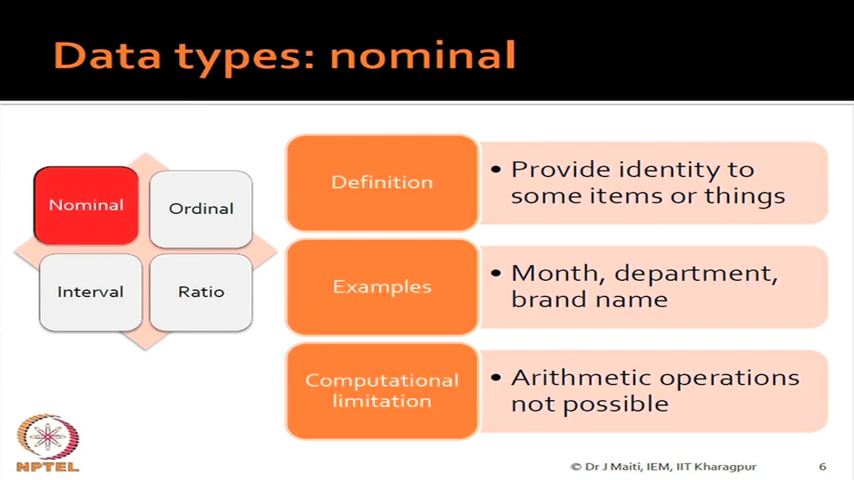 Data types: nominal
Nominal
Ordinal
Interval
Ratio
Definition
• Provide identity to
some items or things
Examples
• Month, department,
brand name
Computational
limitation
• Arithmetic operations
not possible
NPTEL
© Dr J Maiti, IEM, IIT Kharagpur
6